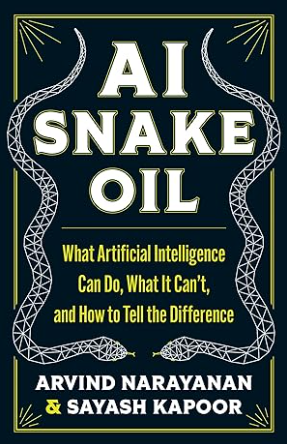 AI
SNAKE
OIL
What Artificial Intelligence
Can Do, What It Can't,
and How to Tell the Difference
ARVIND NARAYANAN
& SAYASH KAPOOR